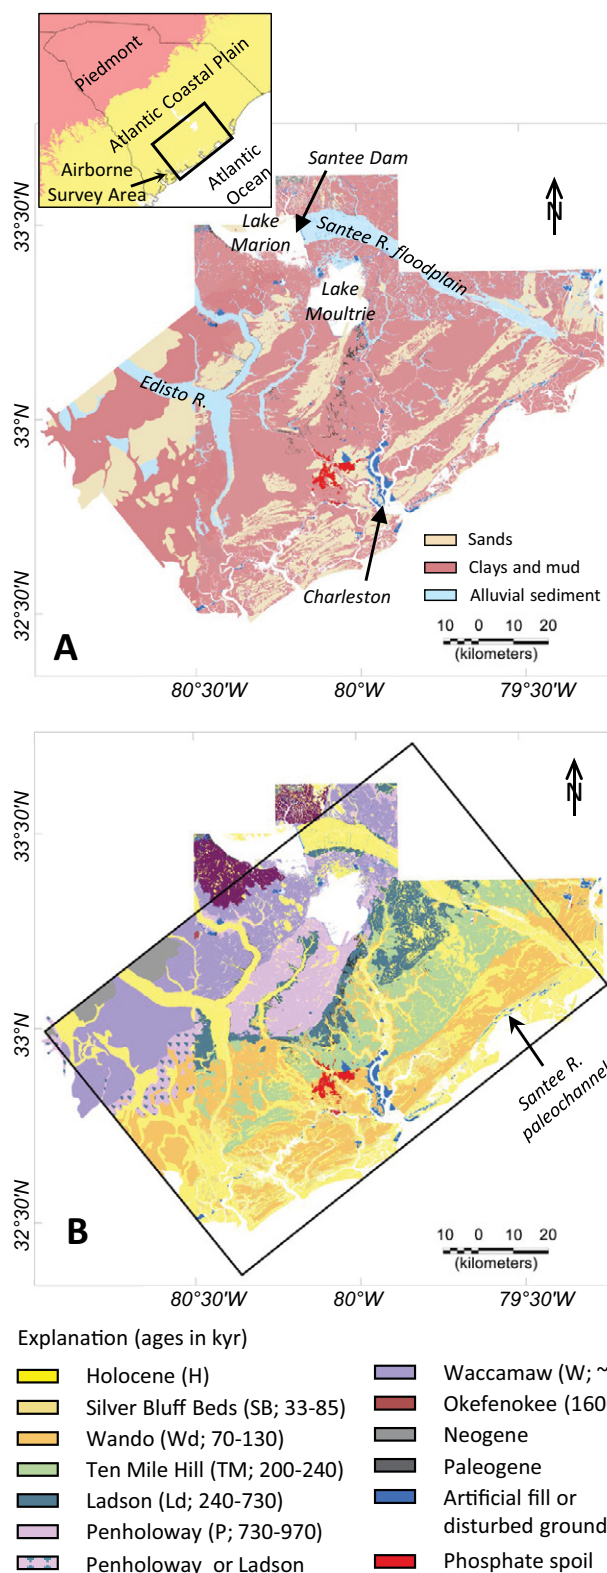 Piedmont
Atlantic Coastal Plain
Airborne
Survey Area
Atlantic
Ocean
Santee Dam
N
Lake
Marion
Santee R. floodplain
Lake
Moultrie
Edisto R.
33°30'N
33°N
32°30'N
Sands
Clays and mud
Alluvial sediment
Charleston
A
10 0 10 20
(kilometers)
80°30'W 80°W 79°30'W
N
33°30'N
33°N
32°30'N
Santee R.
paleochannel
B
10 0 10 20
(kilometers)
80°30'W 80°W 79°30'W
Explanation (ages in kyr)
Holocene (H)
Silver Bluff Beds (SB; 33-85)
Wando (Wd; 70-130)
Ten Mile Hill (TM; 200-240)
Ladson (Ld; 240-730)
Penholoway (P; 730-970)
Penholoway or Ladson
Waccamaw (W; ~
Okefenokee (160
Neogene
Paleogene
Artificial fill or
disturbed ground
Phosphate spoil